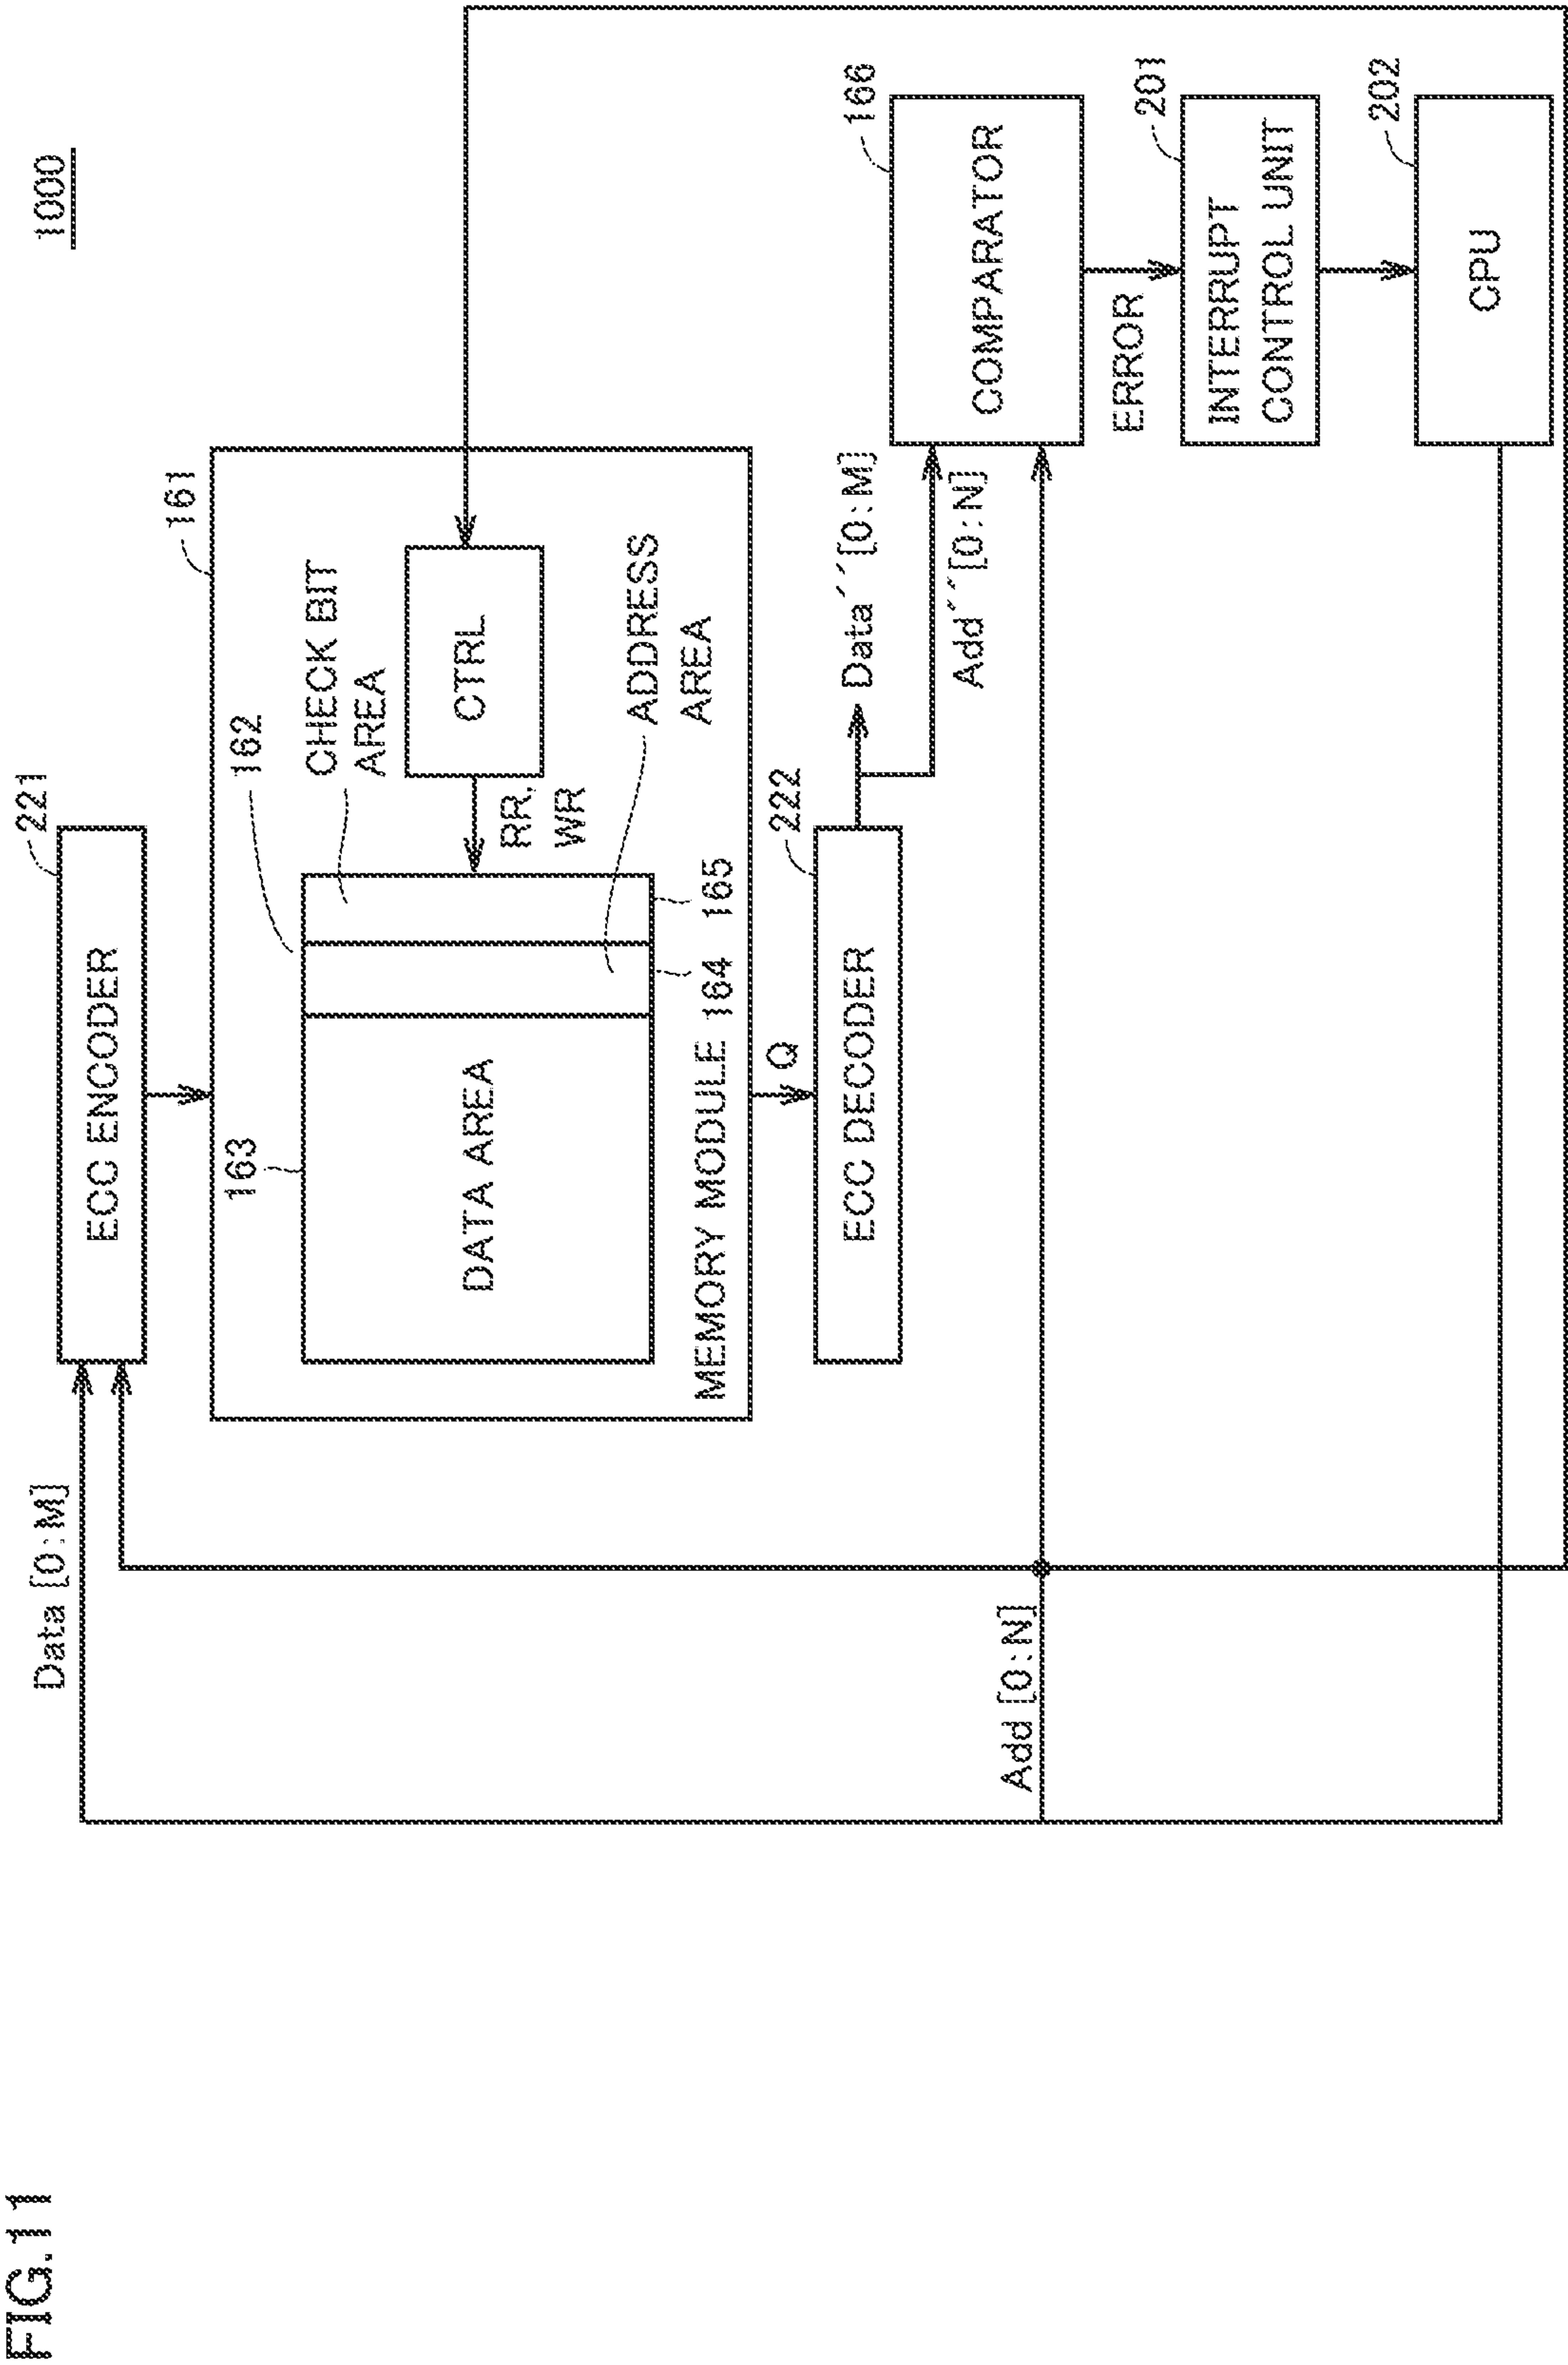 FIG.11
1000
Data [0:M]
221
ECC ENCODER
161
162
163
CHECK BIT
AREA
CTRL
RR,
WR
DATA AREA
ADDRESS
AREA
165
164
MEMORY MODULE
Q
222
ECC DECODER
Data´´[0:M]
Add´´[0:N]
166
COMPARATOR
Add [0:N]
ERROR
201
INTERRUPT
CONTROL UNIT
202
CPU